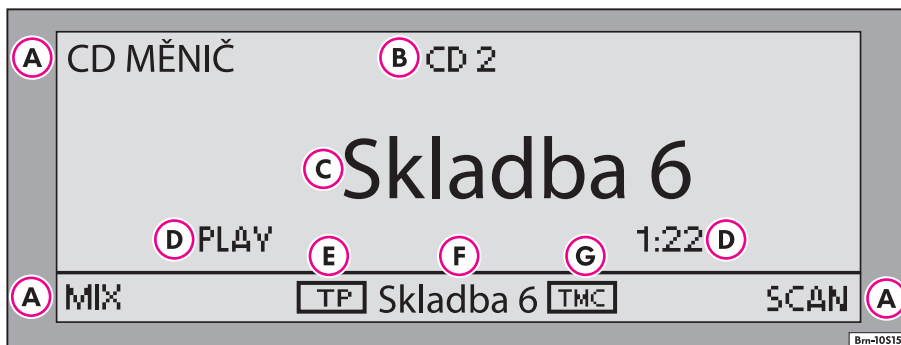 A CD MĚNIČ B CD 2
C Skladba 6
D PLAY 1:22 D
E F G
A MIX TP Skladba 6 TMC SCAN A
Brn-10S15